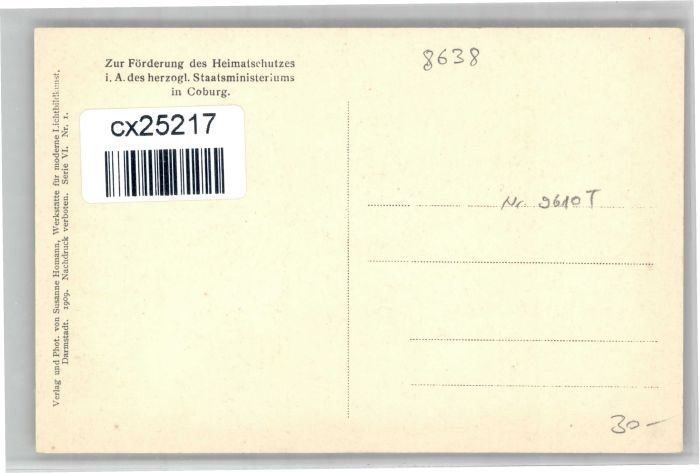 Zur Förderung des Heimatschutzes
i. A. des herzogl. Staatsministeriums
in Coburg.
8638
cx25217
Nr. 9610T
30-
Verlag und Phot. von Susanne Homann, Werkstätte für moderne Lichtbildkunst,
Darmstadt. 1909. Nachdruck verboten. Serie VI. Nr. 1.